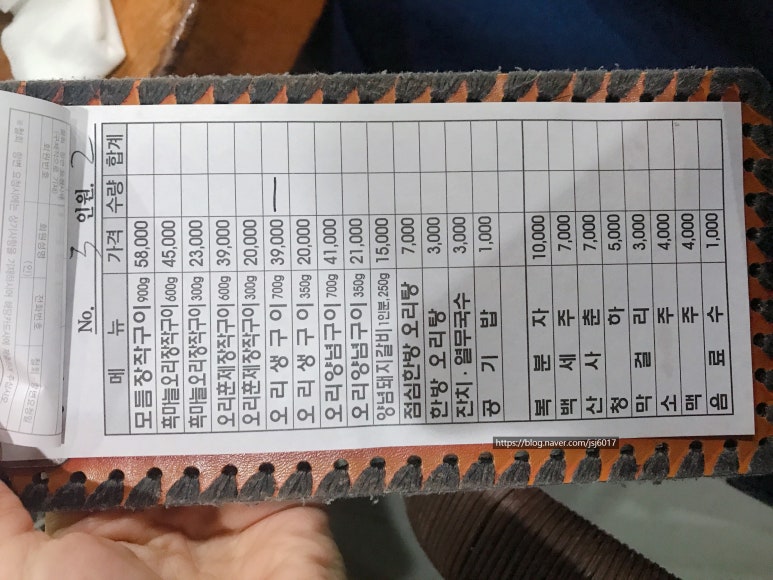 No. 3 인원. 2
메 뉴 가격 수량 합계
모듬장작구이 900g 58,000
흑마늘오리장작구이 600g 45,000
흑마늘오리장작구이 300g 23,000
오리훈제장작구이 600g 39,000
오리훈제장작구이 300g 20,000
오리생구이 700g 39,000 一
오리생구이 350g 20,000
오리양념구이 700g 41,000
오리양념구이 350g 21,000
양념돼지갈비 1인분.250g 15,000
점심한방 오리탕 7,000
한방 오리탕 3,000
잔치·열무국수 3,000
공 기 밥 1,000
복 분 자 10,000
백 세 주 7,000
산 사 춘 7,000
청 하 5,000
막 걸 리 3,000
소 주 4,000
맥 주 4,000
음 료 수 1,000
https://blog.naver.com/jsj6017